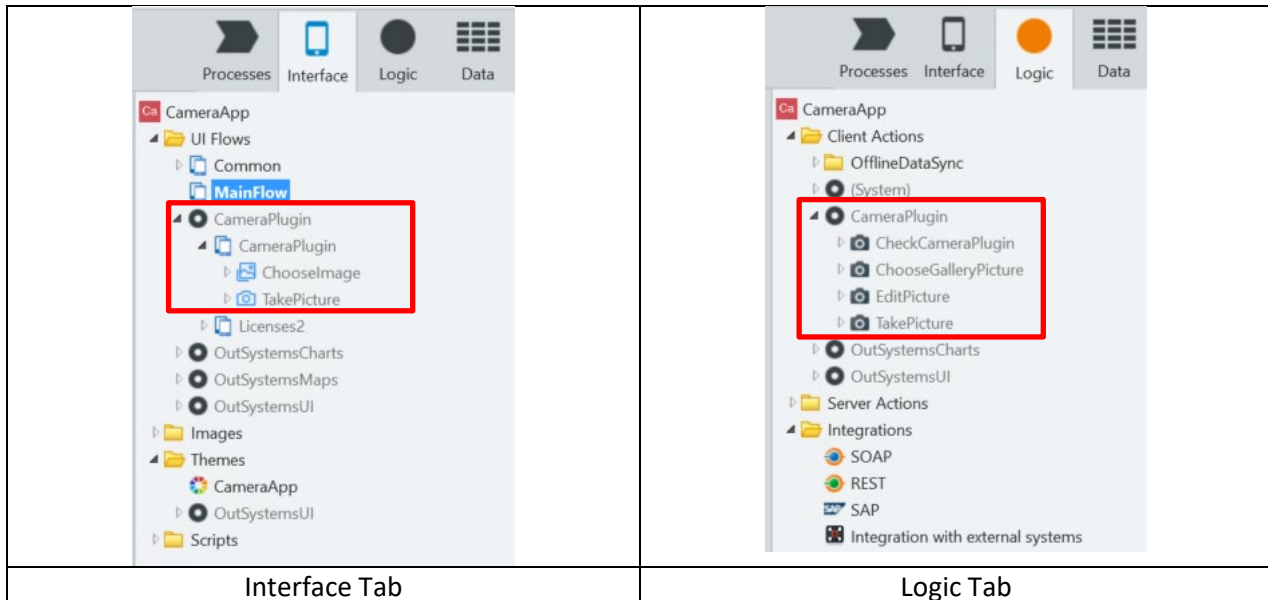 Processes Interface Logic Data
Ca CameraApp
UI Flows
Common
MainFlow
CameraPlugin
CameraPlugin
ChooseImage
TakePicture
Licenses2
OutSystemsCharts
OutSystemsMaps
OutSystemsUI
Images
Themes
CameraApp
OutSystemsUI
Scripts
Interface Tab
Processes Interface Logic Data
Ca CameraApp
Client Actions
OfflineDataSync
(System)
CameraPlugin
CheckCameraPlugin
ChooseGalleryPicture
EditPicture
TakePicture
OutSystemsCharts
OutSystemsUI
Server Actions
Integrations
SOAP
REST
SAP SAP
Integration with external systems
Logic Tab